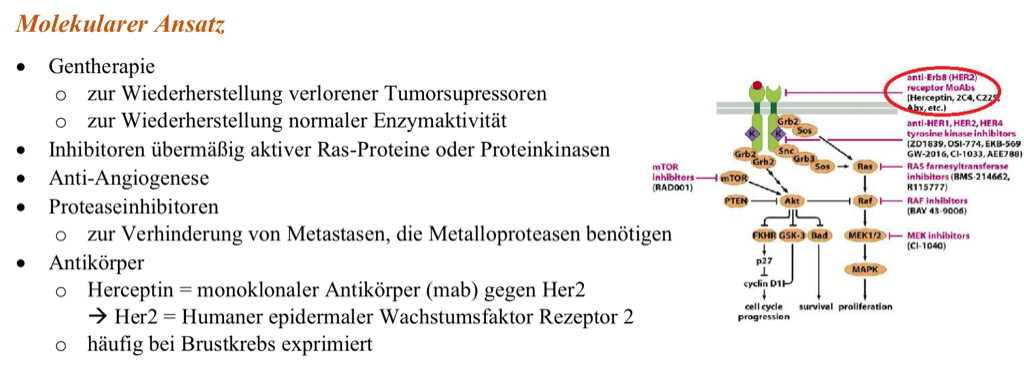 Molekularer Ansatz
• Gentherapie
o zur Wiederherstellung verlorener Tumorsupressoren
o zur Wiederherstellung normaler Enzymaktivität
• Inhibitoren übermäßig aktiver Ras-Proteine oder Proteinkinasen
• Anti-Angiogenese
• Proteaseinhibitoren
o zur Verhinderung von Metastasen, die Metalloproteasen benötigen
• Antikörper
o Herceptin = monoklonaler Antikörper (mab) gegen Her2
→ Her2 = Humaner epidermaler Wachstumsfaktor Rezeptor 2
o häufig bei Brustkrebs exprimiert
anti-ErbB (HER2)
receptor MoAbs
(Herceptin, 2C4, C225,
Abx, etc.)
anti-HER1, HER2, HER4
tyrosine kinase inhibitors
(ZD1839, OSI-774, EKB-569
GW-2016, CI-1033, AEE788)
RAS farnesyltransferase
inhibitors (BMS-214662,
R115777)
RAF inhibitors
(BAY 43-9006)
MEK inhibitors
(CI-1040)
mTOR
inhibitors
(RAD001)
K K
Grb2
Sos
Grb2
Grb2
Snc
Grb3
Sos
Ras
mTOR
PTEN
Akt
Raf
FKHR GSK-3 Bad
MEK1/2
p27
MAPK
cyclin D1
cell cycle
progression
survival
proliferation